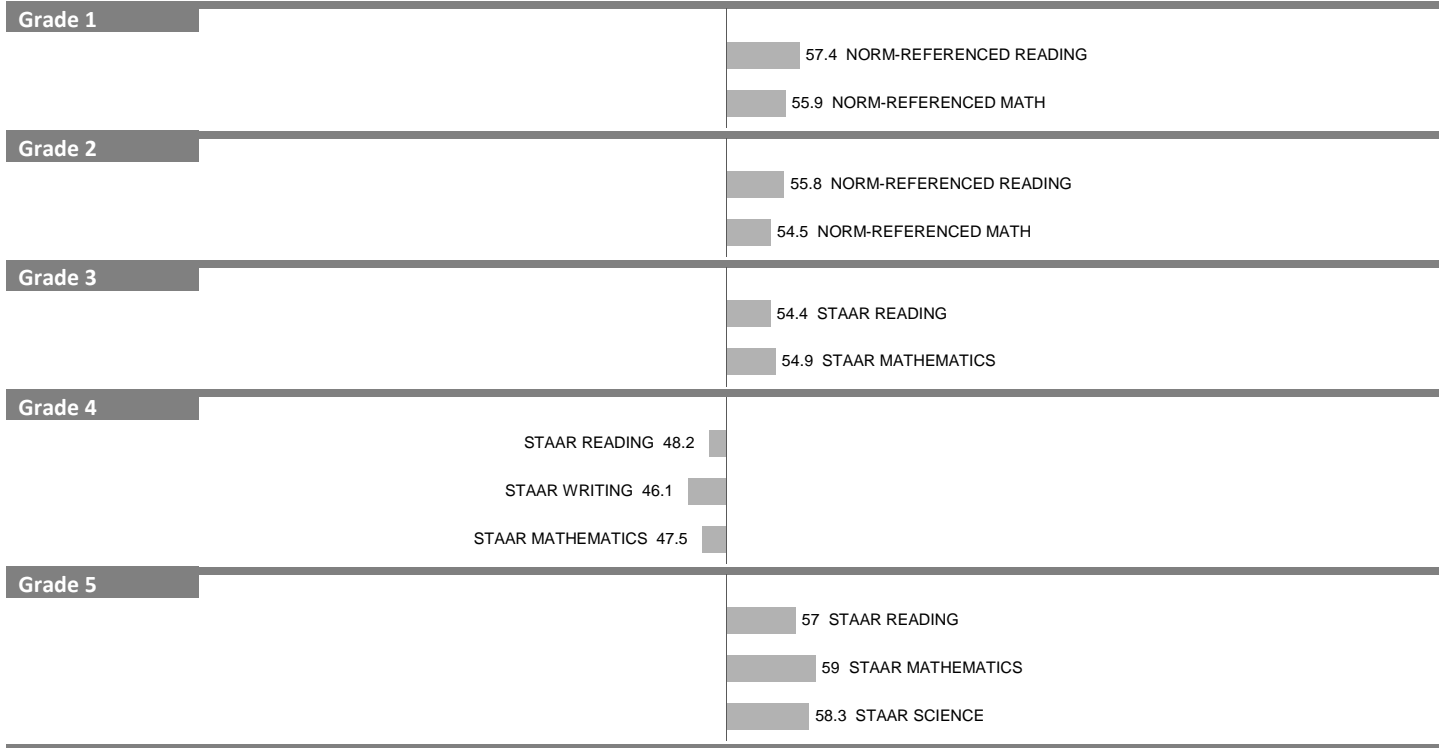 Grade 1
57.4 NORM-REFERENCED READING
55.9 NORM-REFERENCED MATH
Grade 2
55.8 NORM-REFERENCED READING
54.5 NORM-REFERENCED MATH
Grade 3
54.4 STAAR READING
54.9 STAAR MATHEMATICS
Grade 4
STAAR READING 48.2
STAAR WRITING 46.1
STAAR MATHEMATICS 47.5
Grade 5
57 STAAR READING
59 STAAR MATHEMATICS
58.3 STAAR SCIENCE